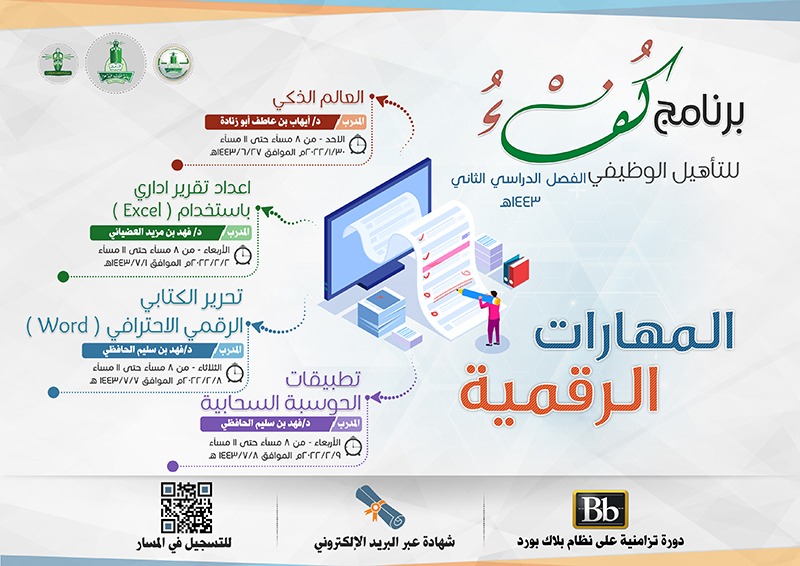 برنامج كُفْءُ
للتأهيل الوظيفي الفصل الدراسي الثاني
١٤٤٣هـ
المهارات
الرقمية
العالم الذكي
المدرب د/ أيهاب بن عاطف أبو زنادة
الأحد - من ٨ مساءً حتى ١١ مساءً
٢٠٢٢/١/٣٠م الموافق ١٤٤٣/٦/٢٧هـ
اعداد تقرير اداري
باستخدام ( Excel )
المدرب د/ فهد بن مزيد العضياني
الأربعاء - من ٨ مساءً حتى ١١ مساءً
٢٠٢٢/٢/٢م الموافق ١٤٤٣/٧/١هـ
تحرير الكتابي
الرقمي الاحترافي ( Word )
المدرب د/فهد بن سليم الحافظي
الثلاثاء - من ٨ مساءً حتى ١١ مساءً
٢٠٢٢/٢/٨م الموافق ١٤٤٣/٧/٧ هـ
تطبيقات
الحوسبة السحابية
المدرب د/فهد بن سليم الحافظي
الأربعاء - من ٨ مساءً حتى ١١ مساءً
٢٠٢٢/٢/٩م الموافق ١٤٤٣/٧/٨ هـ
Bb
دورة تزامنية على نظام بلاك بورد
شهادة عبر البريد الإلكتروني
للتسجيل في المسار